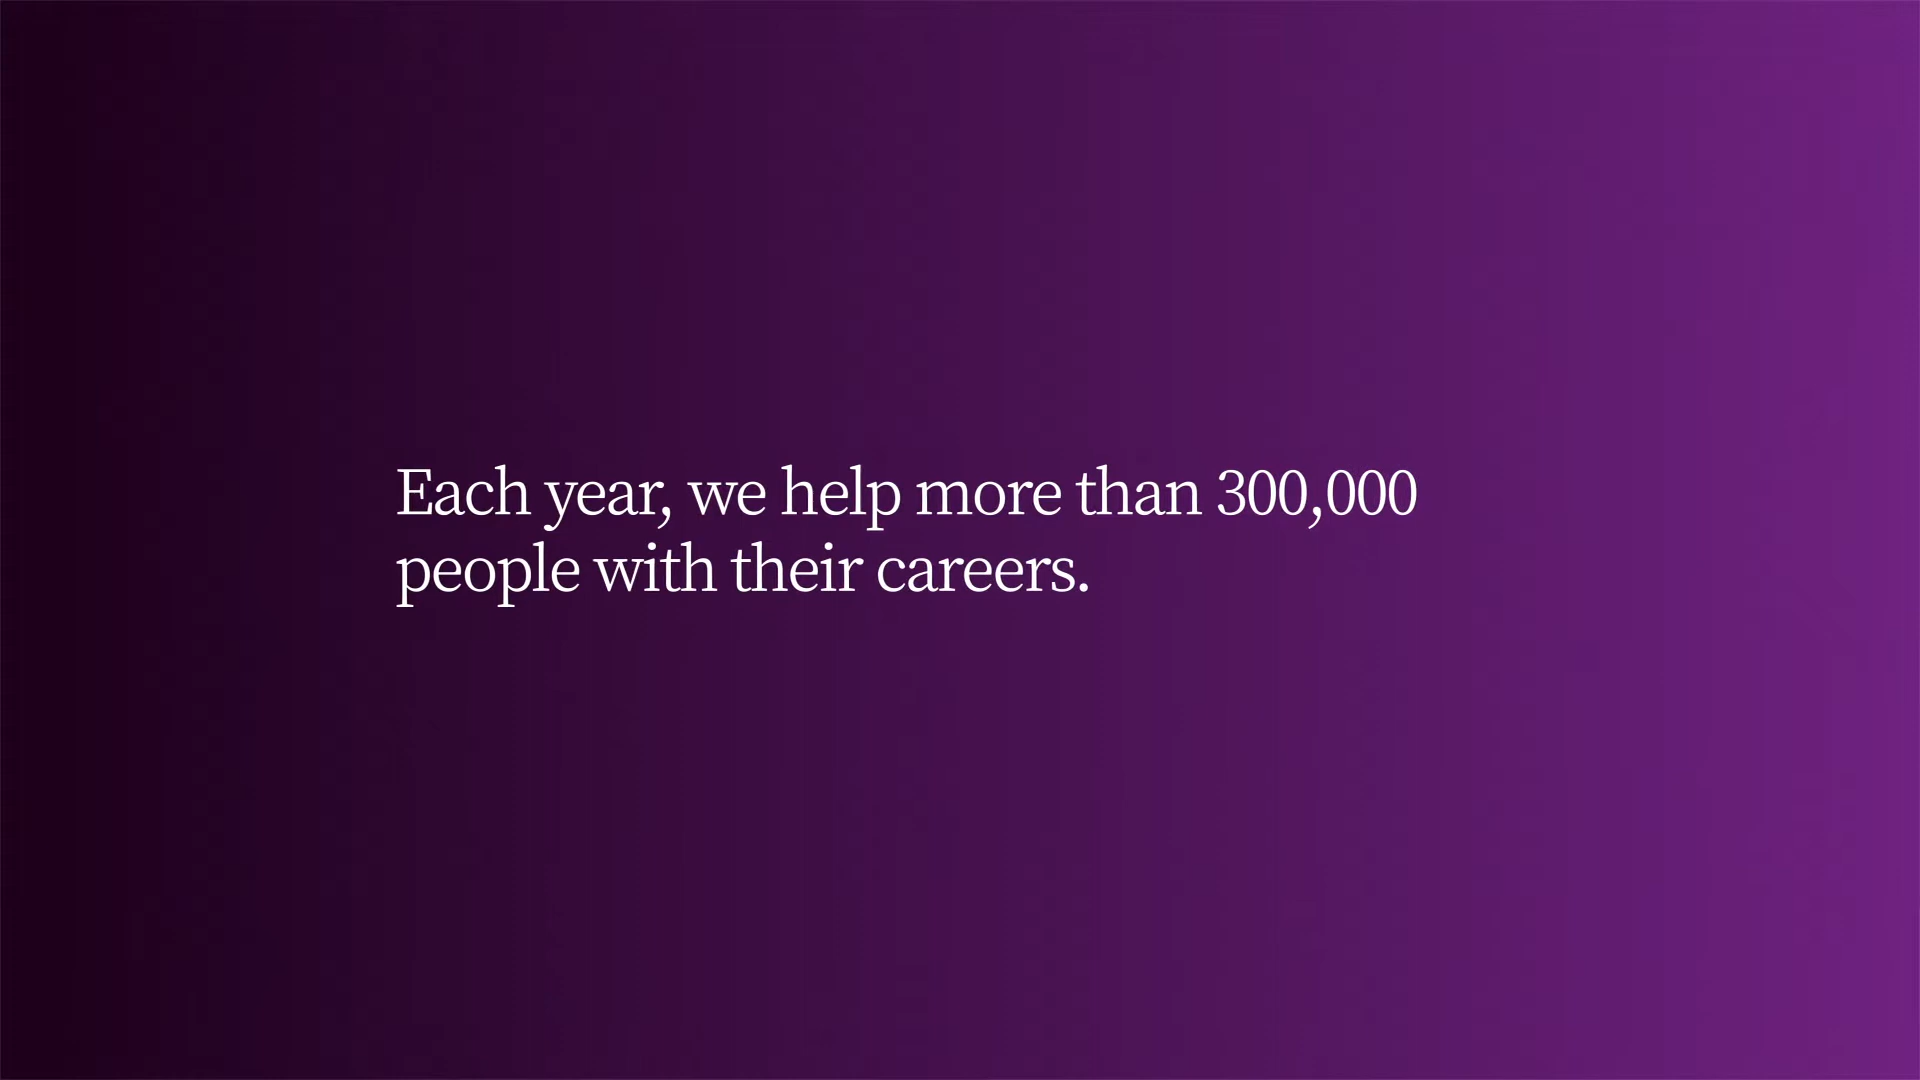 Each year, we help more than 300,000
people with their careers.